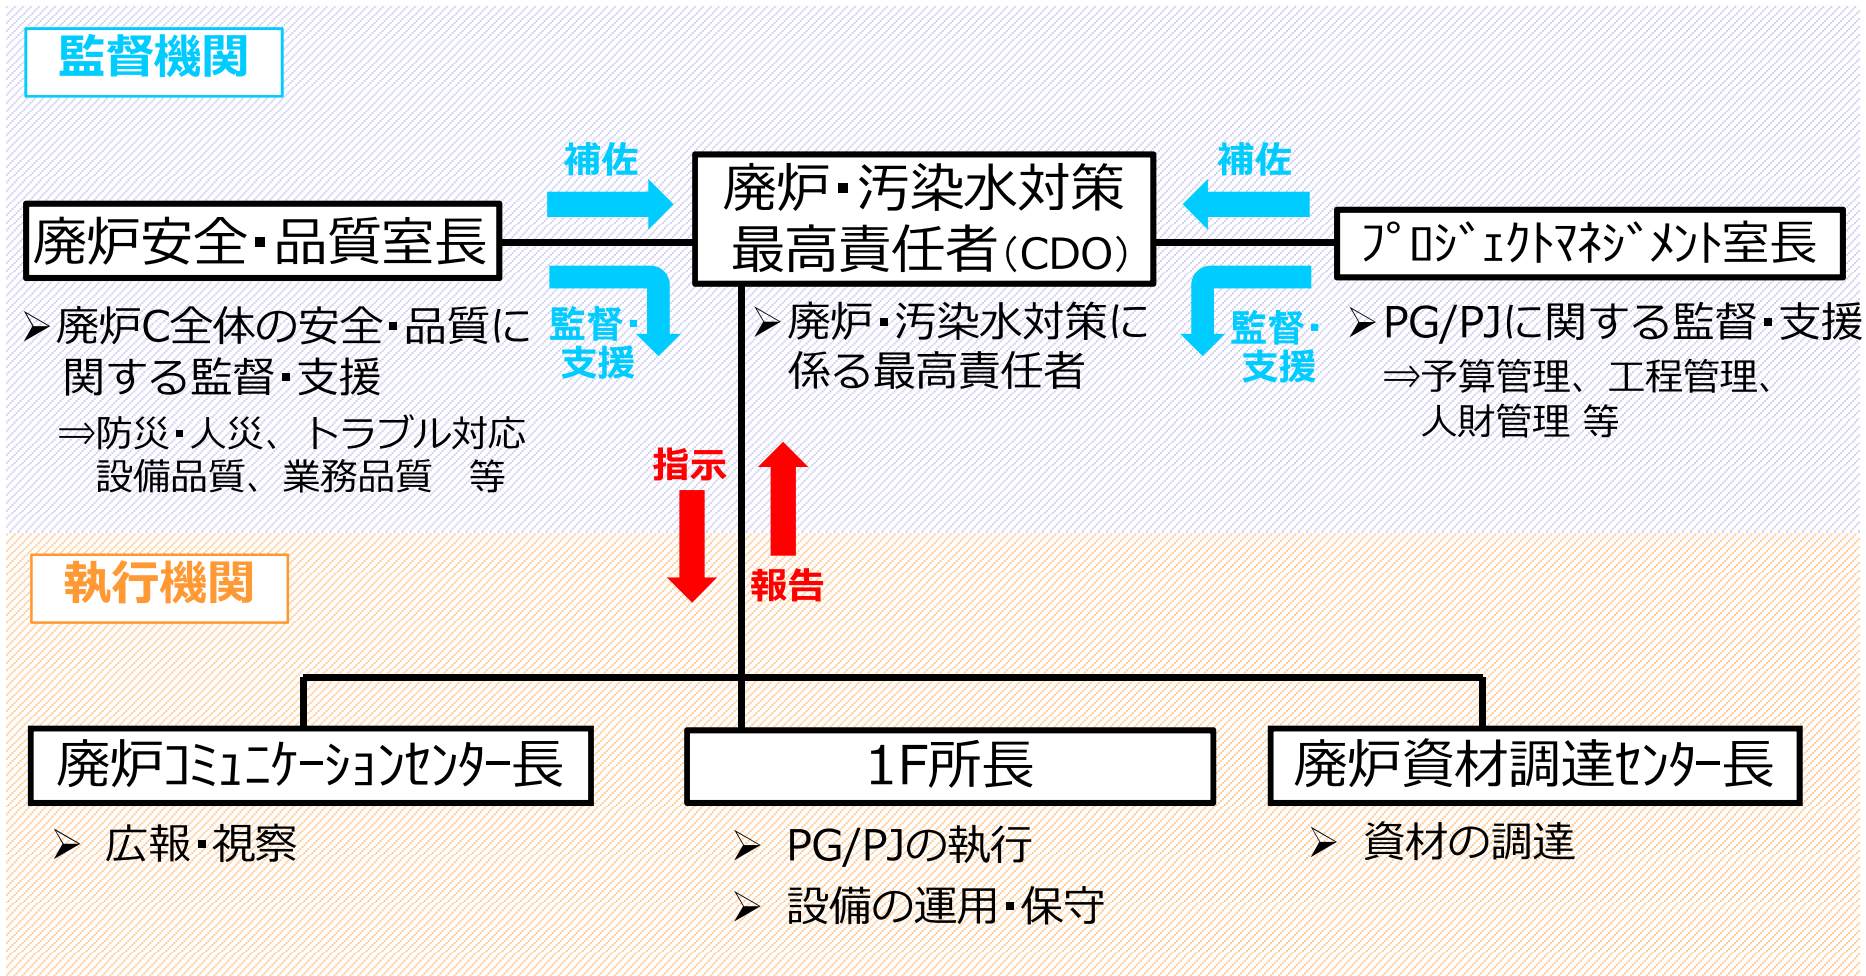 監督機関
補佐
廃炉・汚染水対策
最高責任者(CDO)
補佐
廃炉安全・品質室長
ﾌﾟﾛｼﾞｪｸﾄﾏﾈｼﾞﾒﾝﾄ室長
➢廃炉C全体の安全・品質に
関する監督・支援
⇒防災・人災、トラブル対応
設備品質、業務品質　等
監督・
支援
➢廃炉・汚染水対策に
係る最高責任者
監督・
支援
➢PG/PJに関する監督・支援
⇒予算管理、工程管理、
人財管理 等
指示
報告
執行機関
廃炉ｺﾐｭﾆｹｰｼｮﾝｾﾝﾀｰ長
➢ 広報・視察
1F所長
➢ PG/PJの執行
➢ 設備の運用・保守
廃炉資材調達ｾﾝﾀｰ長
➢ 資材の調達